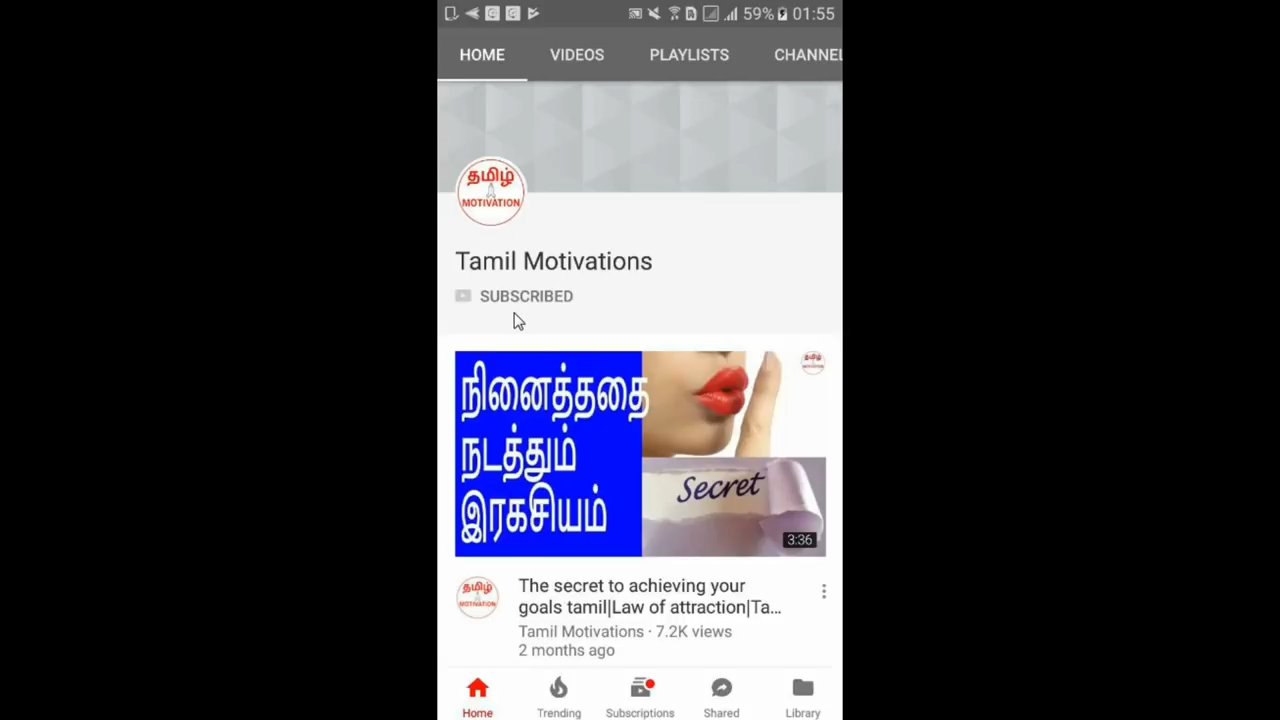 59% 01:55
HOME VIDEOS PLAYLISTS CHANNEL
தமிழ்
MOTIVATION
Tamil Motivations
SUBSCRIBED
நினைத்ததை
நடத்தும்
இரகசியம்
Secret
தமிழ்
MOTIVATION
3:36
தமிழ்
MOTIVATION
The secret to achieving your
goals tamil|Law of attraction|Ta...
Tamil Motivations · 7.2K views
2 months ago
Home Trending Subscriptions Shared Library